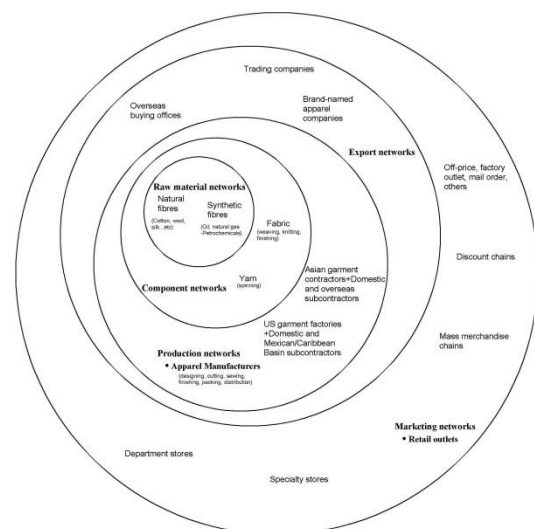 Trading companies
Overseas
buying offices
Brand-named
apparel
companies
Export networks
Off-price, factory
outlet, mail order,
others
Raw material networks
Natural
fibres
(Cotton, wool,
silk...etc)
Synthetic
fibres
(Oil, natural gas
-Petrochemicals)
Fabric
(weaving, knitting,
finishing)
Discount chains
Asian garment
contractors+Domestic
and overseas
subcontractors
Yarn
(spinning)
Component networks
US garment factories
+Domestic and
Mexican/Caribbean
Basin subcontractors
Mass merchandise
chains
Production networks
• Apparel Manufacturers
(designing, cutting, sewing,
finishing, packing, distribution)
Marketing networks
• Retail outlets
Department stores
Specialty stores